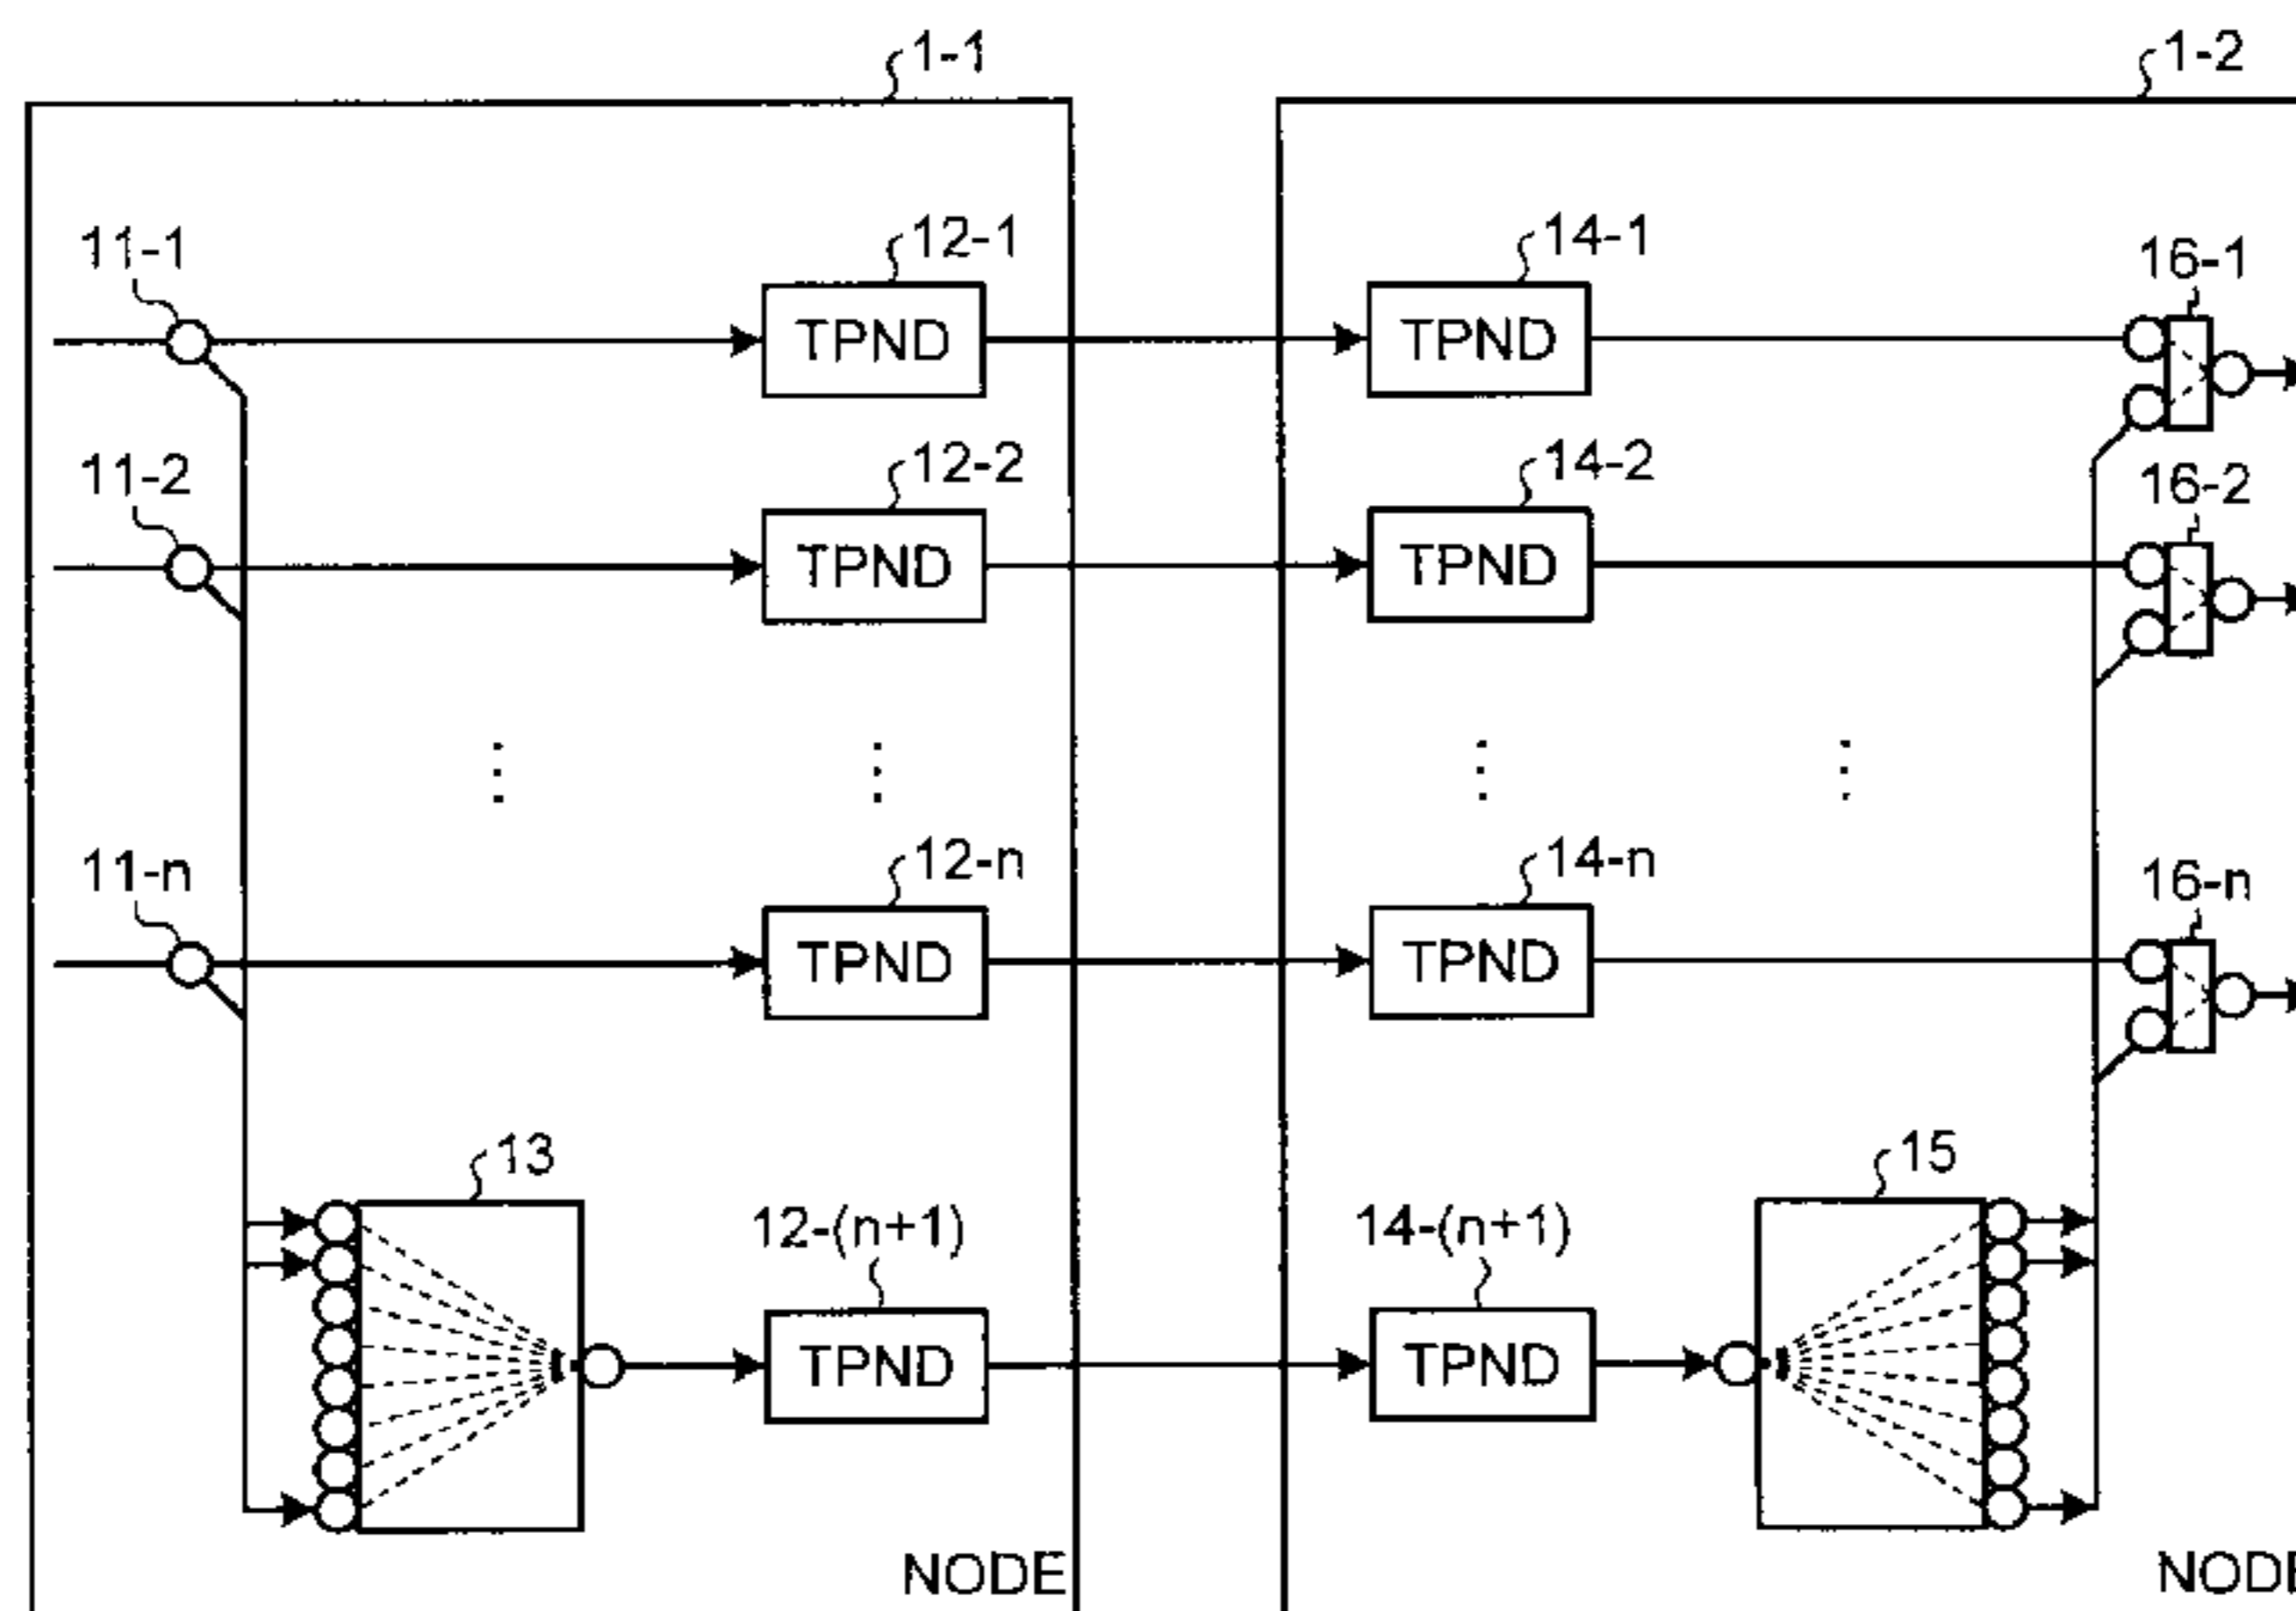 1-1
1-2
11-1
12-1
14-1
16-1
TPND
TPND
11-2
12-2
14-2
16-2
TPND
TPND
11-n
12-n
14-n
16-n
TPND
TPND
13
15
12-(n+1)
14-(n+1)
TPND
TPND
NODE
NODE